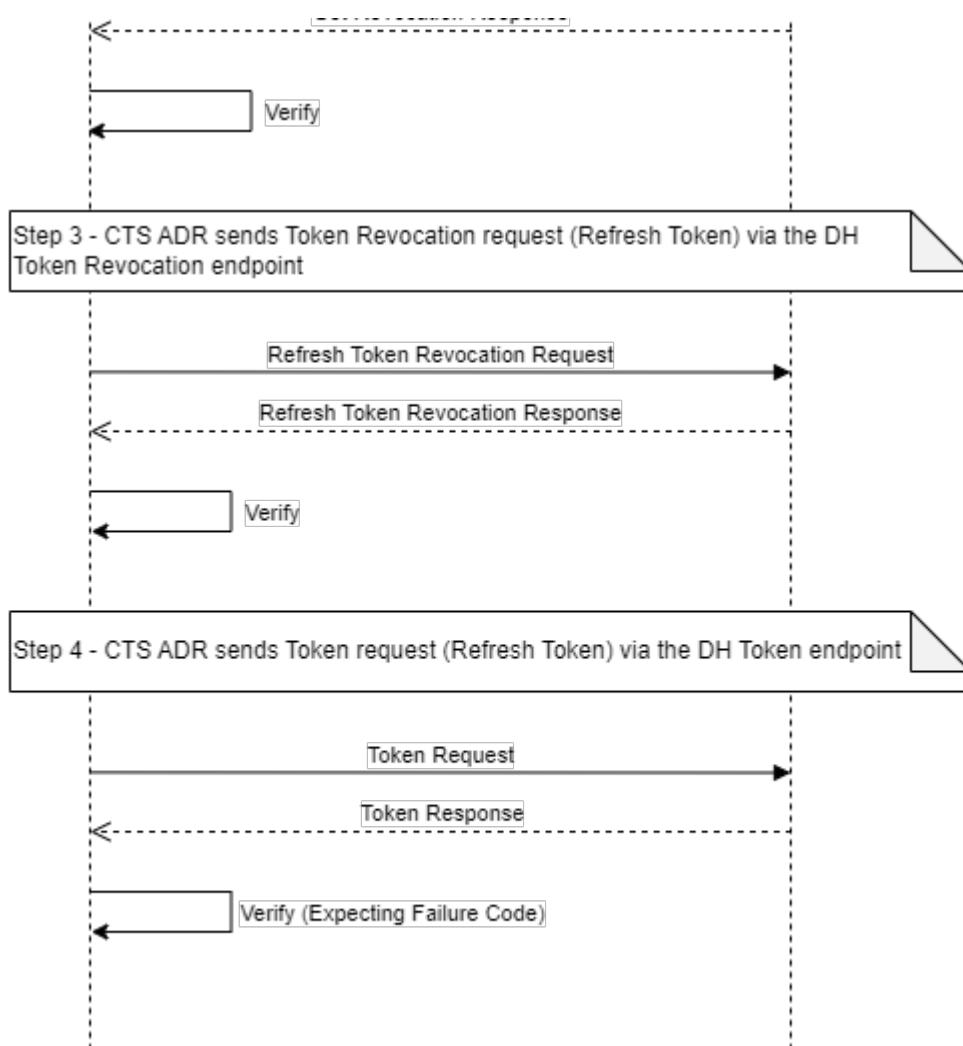 Verify
Step 3 - CTS ADR sends Token Revocation request (Refresh Token) via the DH
Token Revocation endpoint
Refresh Token Revocation Request
Refresh Token Revocation Response
Verify
Step 4 - CTS ADR sends Token request (Refresh Token) via the DH Token endpoint
Token Request
Token Response
Verify (Expecting Failure Code)